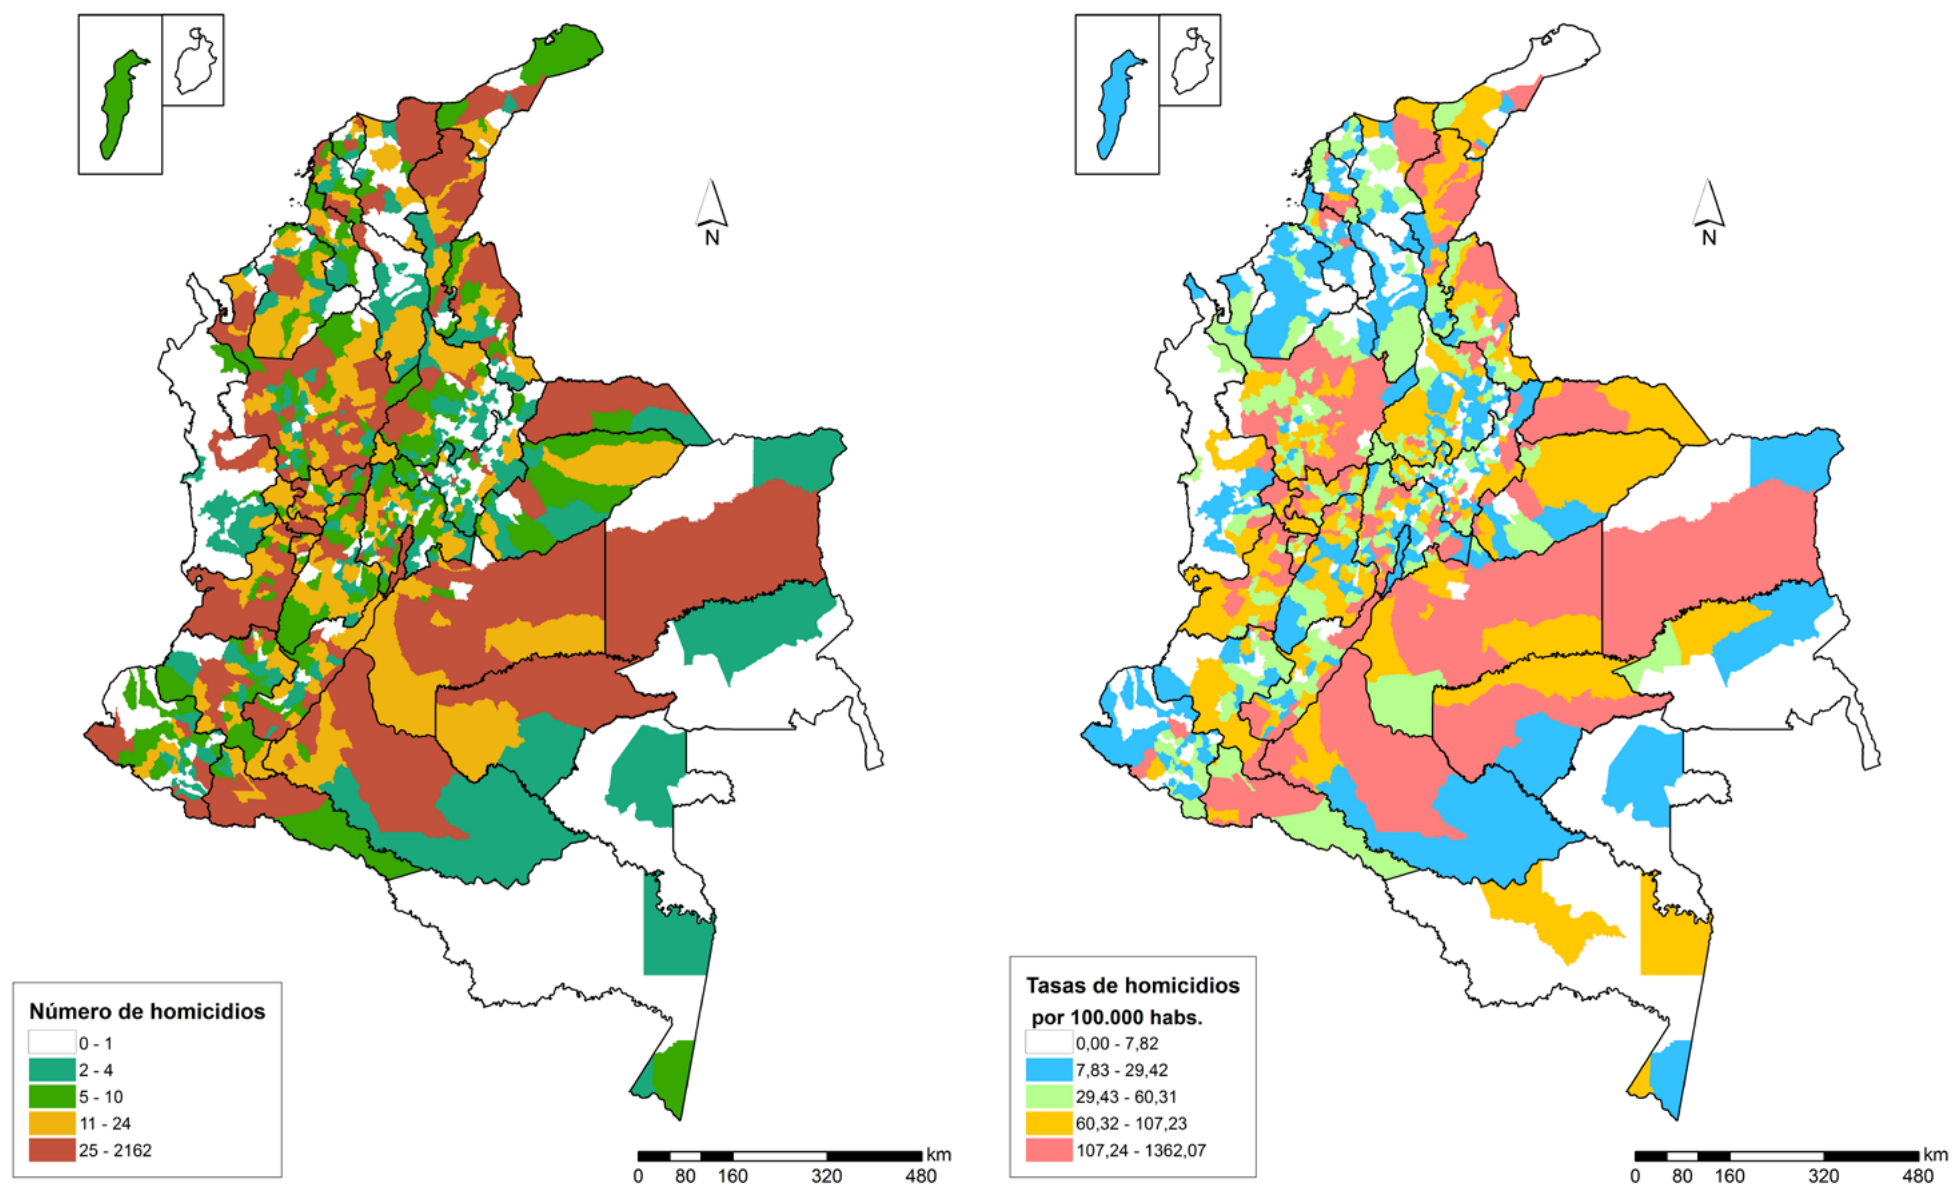 N
Número de homicidios
0 - 1
2 - 4
5 - 10
11 - 24
25 - 2162
km
0 80 160 320 480
N
Tasas de homicidios
por 100.000 habs.
0,00 - 7,82
7,83 - 29,42
29,43 - 60,31
60,32 - 107,23
107,24 - 1362,07
km
0 80 160 320 480